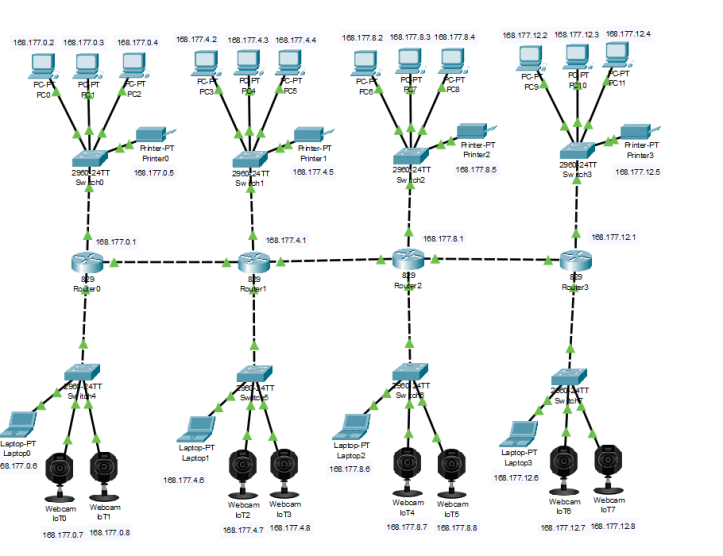 168.177.0.2 168.177.0.3 168.177.0.4 168.177.4.2 168.177.4.3 168.177.4.4 168.177.8.2 168.177.8.3 168.177.8.4 168.177.12.2 168.177.12.3 168.177.12.4
PC-PT PC-PT PC-PT PC-PT PC-PT PC-PT PC-PT PC-PT PC-PT PC-PT PC-PT PC-PT
PC0 PC1 PC2 PC3 PC4 PC5 PC6 PC7 PC8 PC9 PC10 PC11
Printer-PT Printer-PT Printer-PT Printer-PT
Printer0 Printer1 Printer2 Printer3
2960-24TT 2960-24TT 2960-24TT 2960-24TT
Switch0 Switch1 Switch2 Switch3
168.177.0.5 168.177.4.5 168.177.8.5 168.177.12.5
168.177.0.1 168.177.4.1 168.177.8.1 168.177.12.1
829 829 829 829
Router0 Router1 Router2 Router3
2960-24TT 2960-24TT 2960-24TT 2960-24TT
Switch4 Switch5
Laptop-PT Laptop-PT Laptop-PT Laptop-PT
Laptop0 Laptop1 Laptop2 Laptop3
68.177.0.6 168.177.4.6 168.177.8.6 168.177.12.6
Webcam Webcam Webcam Webcam Webcam Webcam Webcam Webcam
IoT0 IoT1 IoT2 IoT3 IoT4 IoT5 IoT6 IoT7
168.177.0.7 168.177.0.8 168.177.4.7 168.177.4.8 168.177.8.7 168.177.8.8 168.177.12.7 168.177.12.8